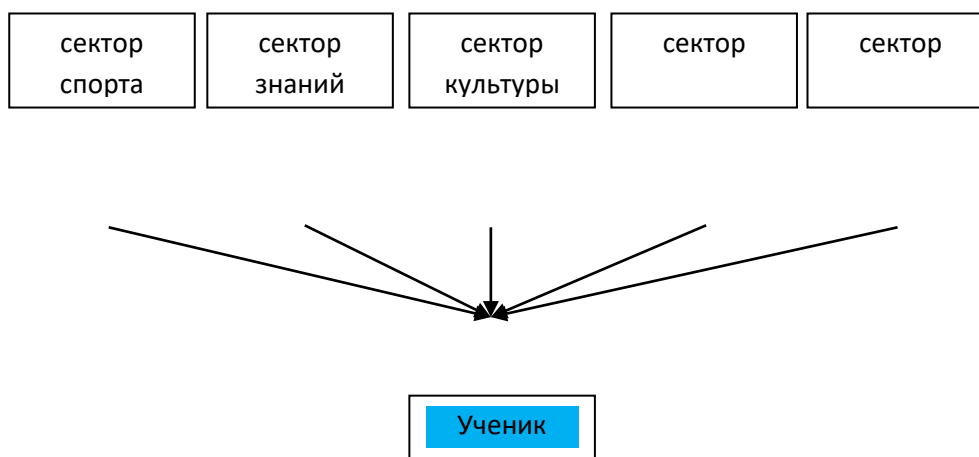 сектор
спорта
сектор
знаний
сектор
культуры
сектор
сектор
Ученик